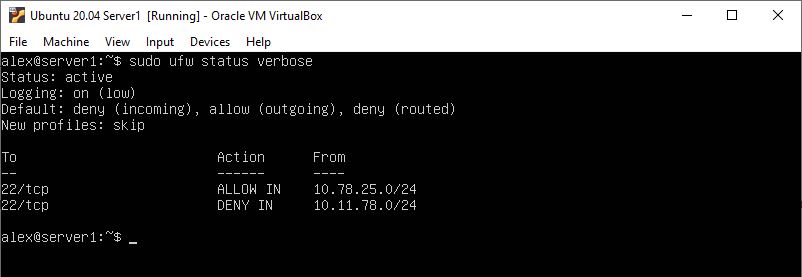 Ubuntu 20.04 Server1 [Running] - Oracle VM VirtualBox
File Machine View Input Devices Help
alex@server1:~$ sudo ufw status verbose
Status: active
Logging: on (low)
Default: deny (incoming), allow (outgoing), deny (routed)
New profiles: skip
To Action From
-- ------ ----
22/tcp ALLOW IN 10.78.25.0/24
22/tcp DENY IN 10.11.78.0/24
alex@server1:~$ _